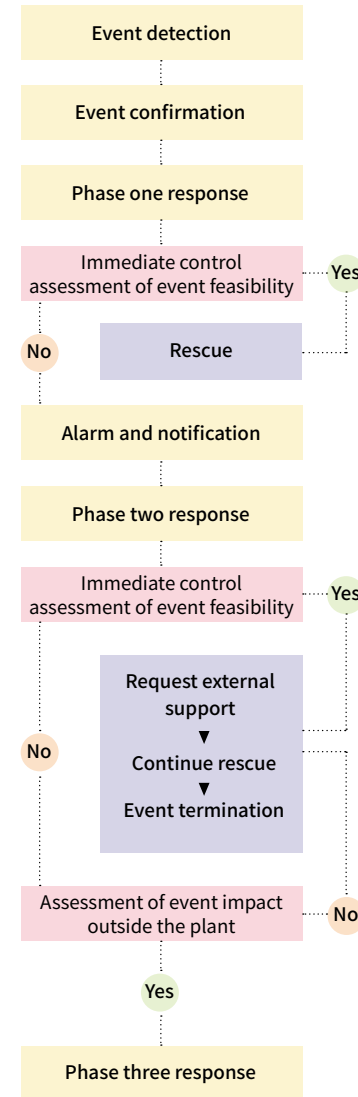 Event detection
Event confirmation
Phase one response
Immediate control
assessment of event feasibility
Yes
Rescue
No
Alarm and notification
Phase two response
Immediate control
assessment of event feasibility
Yes
Request external
support
Continue rescue
Event termination
No
Assessment of event impact
outside the plant
No
Yes
Phase three response